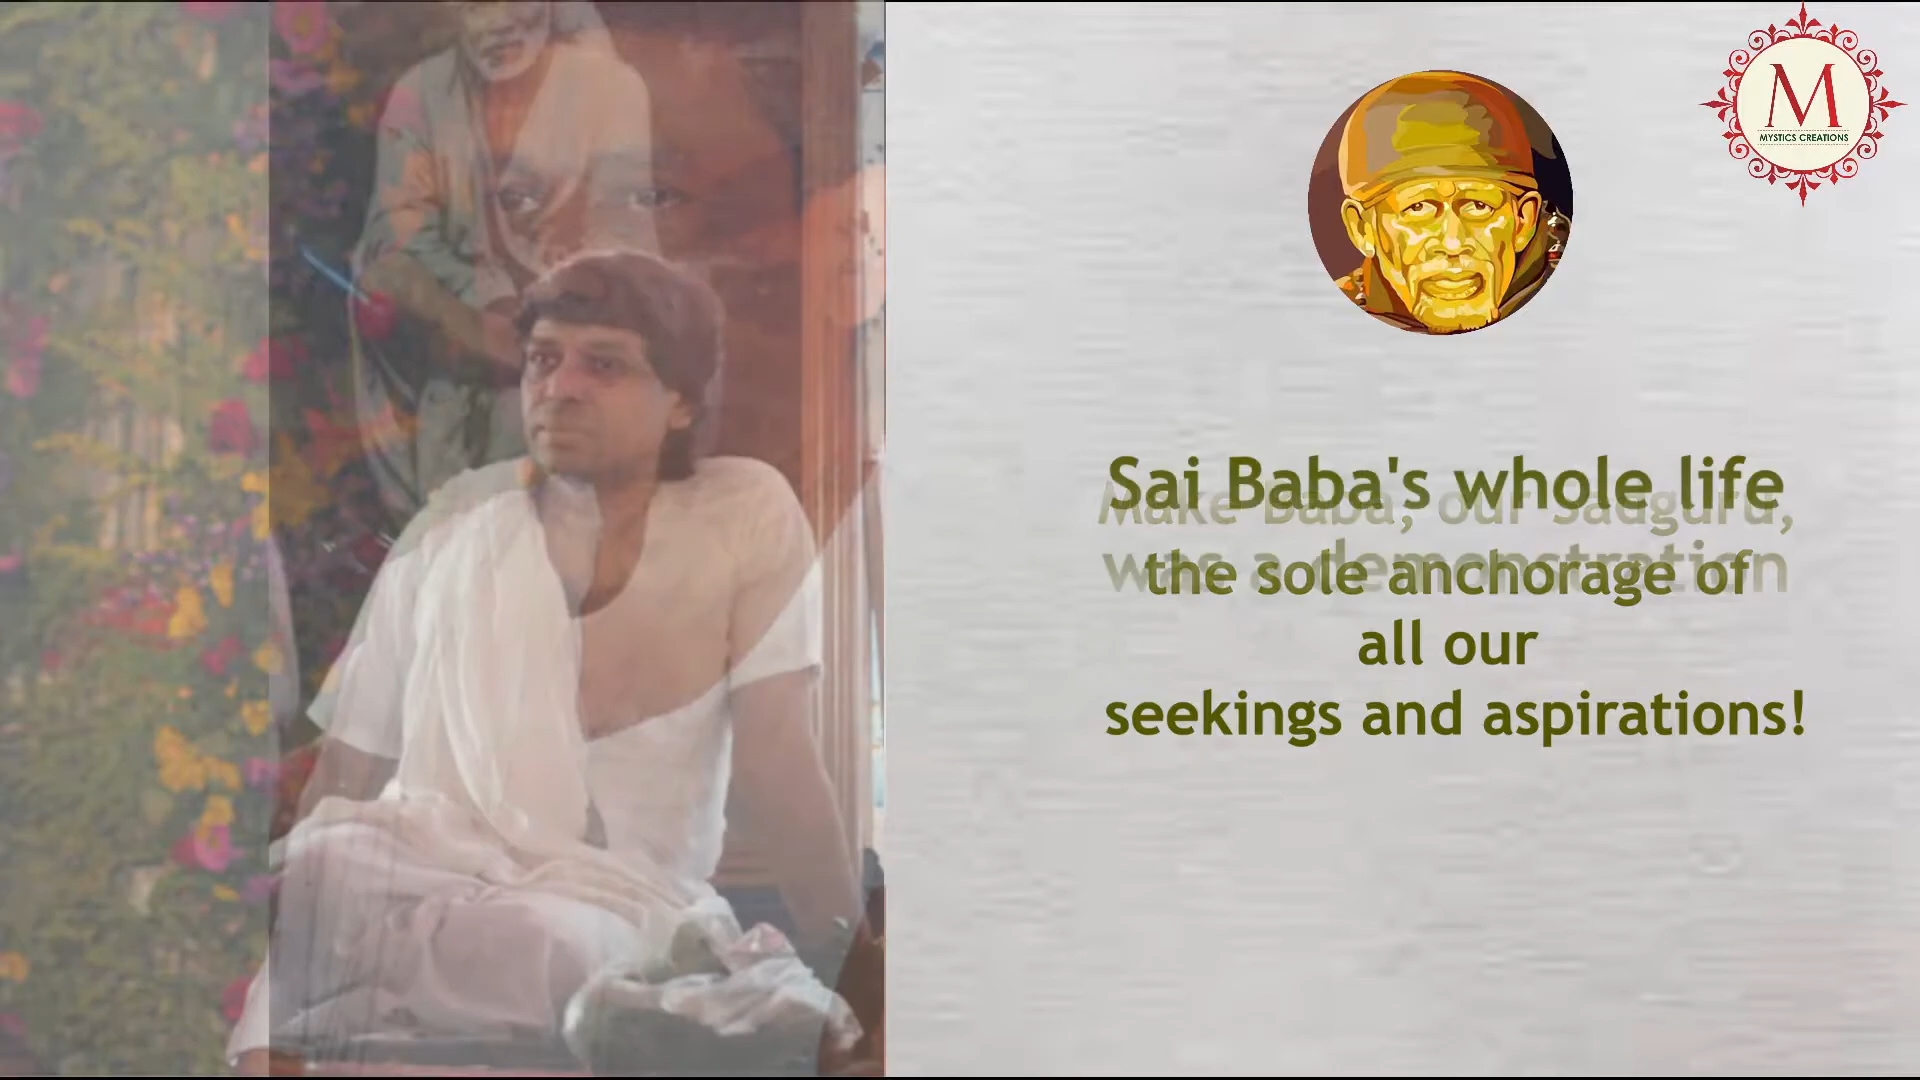 M
MYSTICS CREATIONS
Sai Baba's whole life
Make Baba, our Sadguru,
was a demonstration
the sole anchorage of
all our
seekings and aspirations!